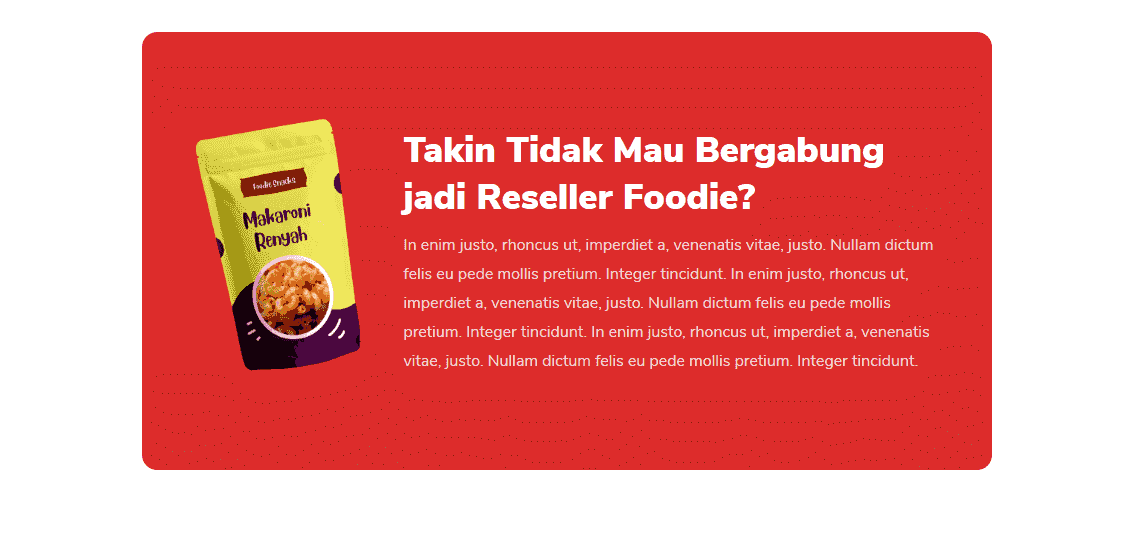 Foodie Snacks
Makaroni
Renyah
Takin Tidak Mau Bergabung
jadi Reseller Foodie?
In enim justo, rhoncus ut, imperdiet a, venenatis vitae, justo. Nullam dictum
felis eu pede mollis pretium. Integer tincidunt. In enim justo, rhoncus ut,
imperdiet a, venenatis vitae, justo. Nullam dictum felis eu pede mollis
pretium. Integer tincidunt. In enim justo, rhoncus ut, imperdiet a, venenatis
vitae, justo. Nullam dictum felis eu pede mollis pretium. Integer tincidunt.